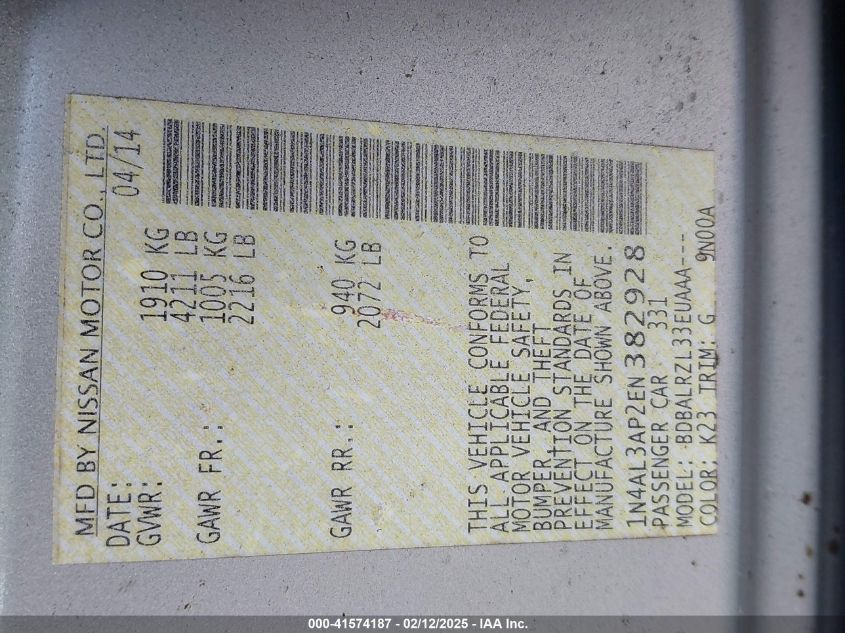 MFD BY NISSAN MOTOR CO., LTD.
DATE: 04/14
GVWR: 1910 KG
4211 LB
GAWR FR.: 1005 KG
2216 LB
GAWR RR.: 940 KG
2072 LB
THIS VEHICLE CONFORMS TO
ALL APPLICABLE FEDERAL
MOTOR VEHICLE SAFETY,
BUMPER, AND THEFT
PREVENTION STANDARDS IN
EFFECT ON THE DATE OF
MANUFACTURE SHOWN ABOVE.
1N4AL3AP2EN382928
PASSENGER CAR 331
MODEL: BDBALRZL33EUAAA----
COLOR: K23 TRIM: G 9N00A
000-41574187 - 02/12/2025 - IAA Inc.